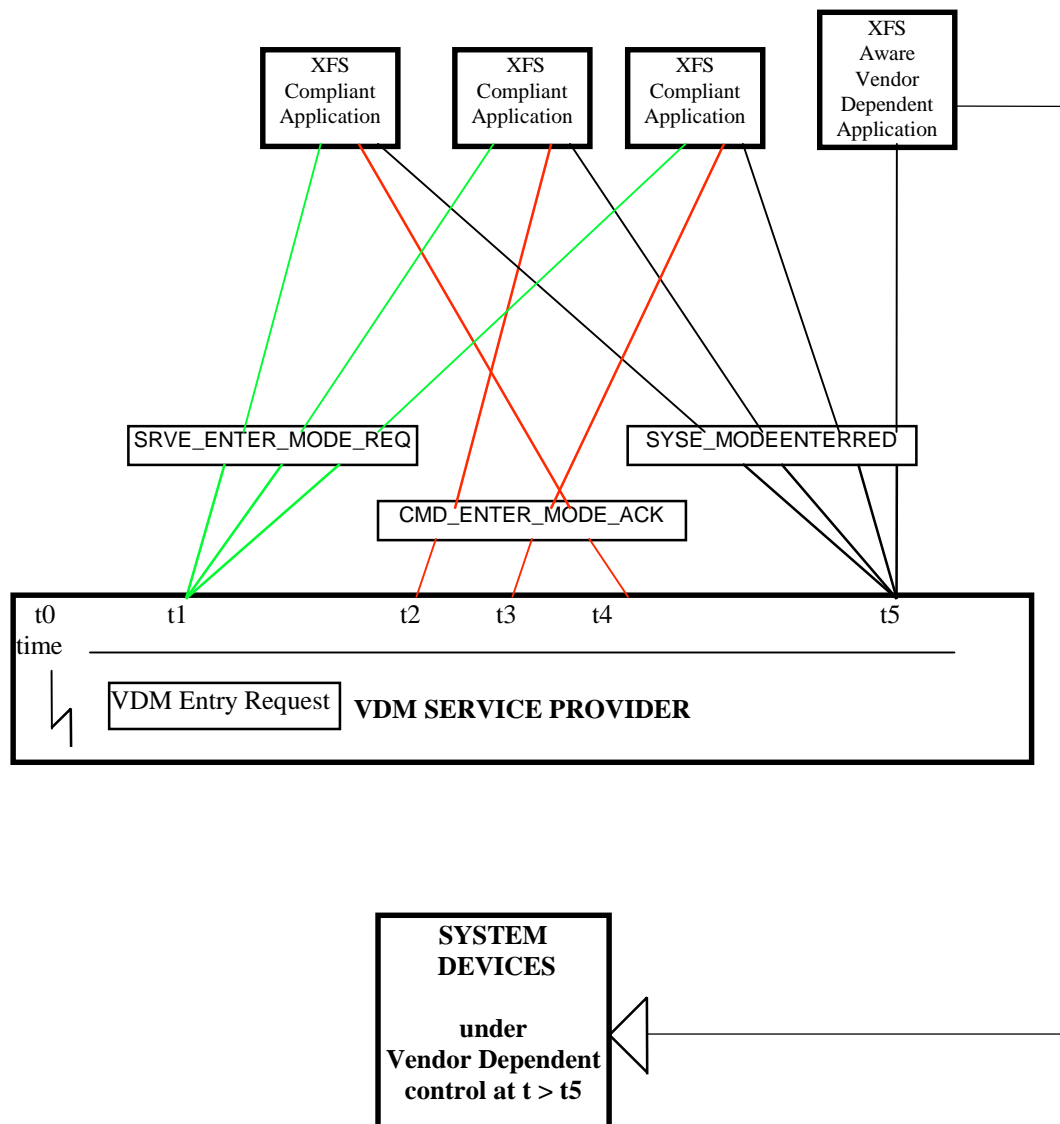 XFS
Compliant
Application
XFS
Compliant
Application
XFS
Compliant
Application
XFS
Aware
Vendor
Dependent
Application
SRVE_ENTER_MODE_REQ
SYSE_MODEENTERRED
CMD_ENTER_MODE_ACK
t0 t1 t2 t3 t4 t5
time
VDM Entry Request VDM SERVICE PROVIDER
SYSTEM
DEVICES
under
Vendor Dependent
control at t > t5